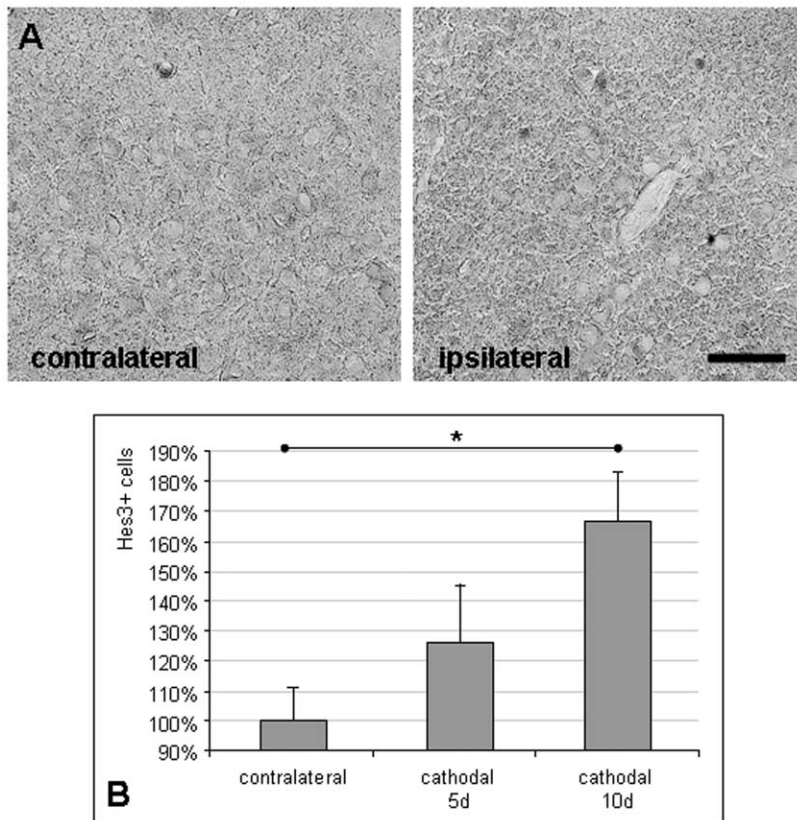 A
contralateral
ipsilateral
*
Hes3+ cells
190%
180%
170%
160%
150%
140%
130%
120%
110%
100%
90%
contralateral
cathodal
5d
cathodal
10d
B